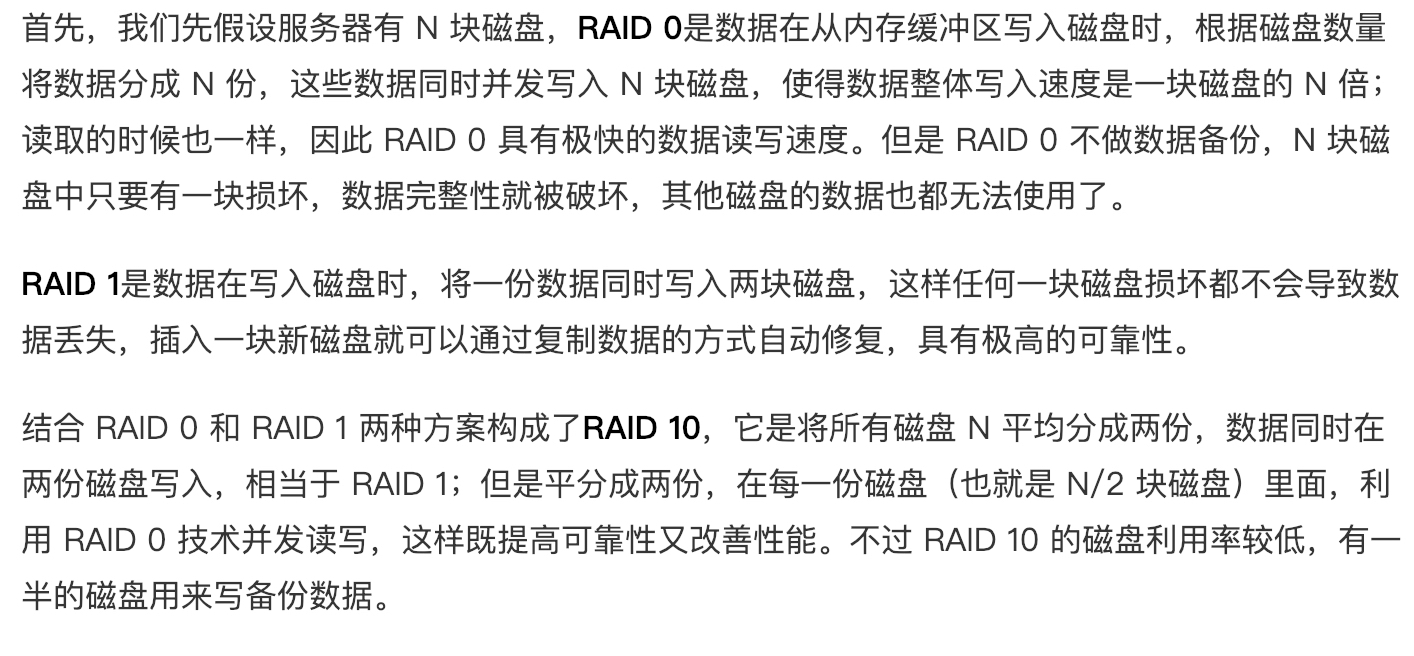 首先，我们先假设服务器有 N 块磁盘，RAID 0是数据在从内存缓冲区写入磁盘时，根据磁盘数量
将数据分成 N 份，这些数据同时并发写入 N 块磁盘，使得数据整体写入速度是一块磁盘的 N 倍；
读取的时候也一样，因此 RAID 0 具有极快的数据读写速度。但是 RAID 0 不做数据备份，N 块磁
盘中只要有一块损坏，数据完整性就被破坏，其他磁盘的数据也都无法使用了。
RAID 1是数据在写入磁盘时，将一份数据同时写入两块磁盘，这样任何一块磁盘损坏都不会导致数
据丢失，插入一块新磁盘就可以通过复制数据的方式自动修复，具有极高的可靠性。
结合 RAID 0 和 RAID 1 两种方案构成了RAID 10，它是将所有磁盘 N 平均分成两份，数据同时在
两份磁盘写入，相当于 RAID 1；但是平分成两份，在每一份磁盘（也就是 N/2 块磁盘）里面，利
用 RAID 0 技术并发读写，这样既提高可靠性又改善性能。不过 RAID 10 的磁盘利用率较低，有一
半的磁盘用来写备份数据。